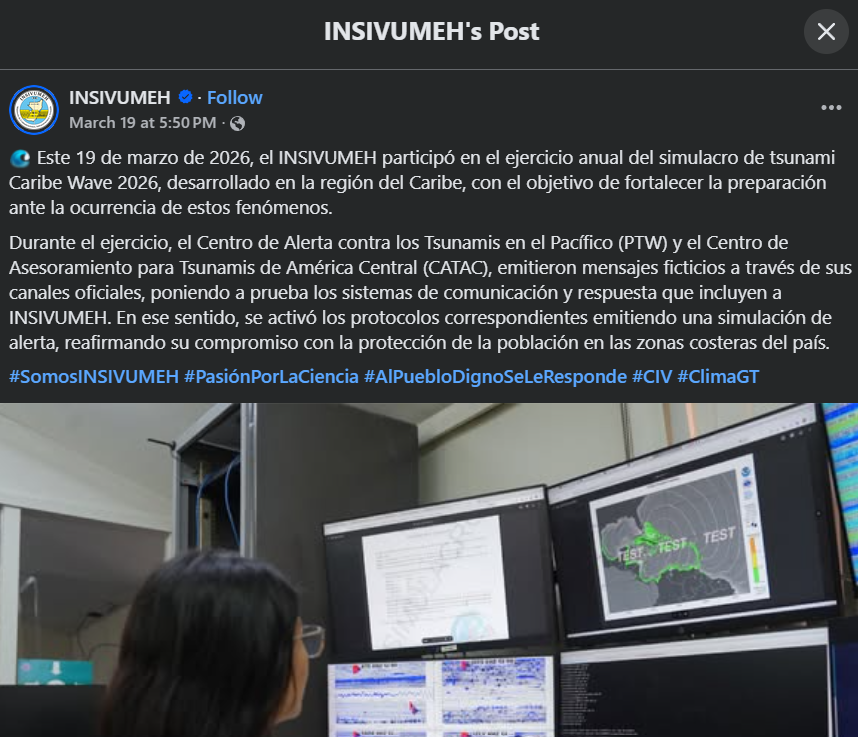 INSIVUMEH's Post
INSIVUMEH · Follow
March 19 at 5:50 PM ·
Este 19 de marzo de 2026, el INSIVUMEH participó en el ejercicio anual del simulacro de tsunami
Caribe Wave 2026, desarrollado en la región del Caribe, con el objetivo de fortalecer la preparación
ante la ocurrencia de estos fenómenos.
Durante el ejercicio, el Centro de Alerta contra los Tsunamis en el Pacífico (PTW) y el Centro de
Asesoramiento para Tsunamis de América Central (CATAC), emitieron mensajes ficticios a través de sus
canales oficiales, poniendo a prueba los sistemas de comunicación y respuesta que incluyen a
INSIVUMEH. En ese sentido, se activó los protocolos correspondientes emitiendo una simulación de
alerta, reafirmando su compromiso con la protección de la población en las zonas costeras del país.
#SomosINSIVUMEH #PasiónPorLaCiencia #AlPuebloDignoSeLeResponde #CIV #ClimaGT
TEST TEST TEST